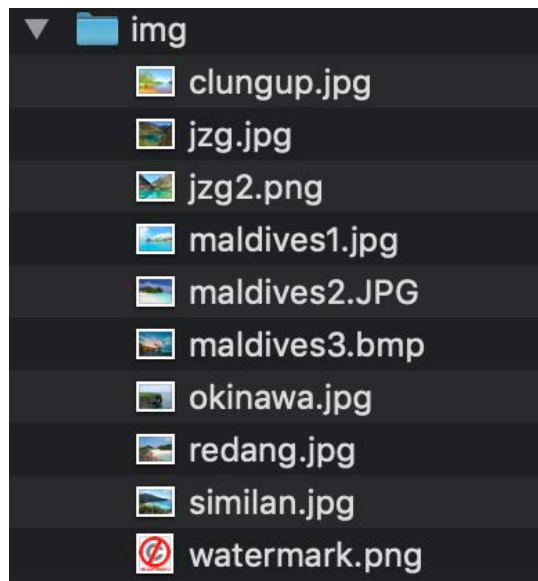 img
clungup.jpg
jzg.jpg
jzg2.png
maldives1.jpg
maldives2.JPG
maldives3.bmp
okinawa.jpg
redang.jpg
similan.jpg
watermark.png